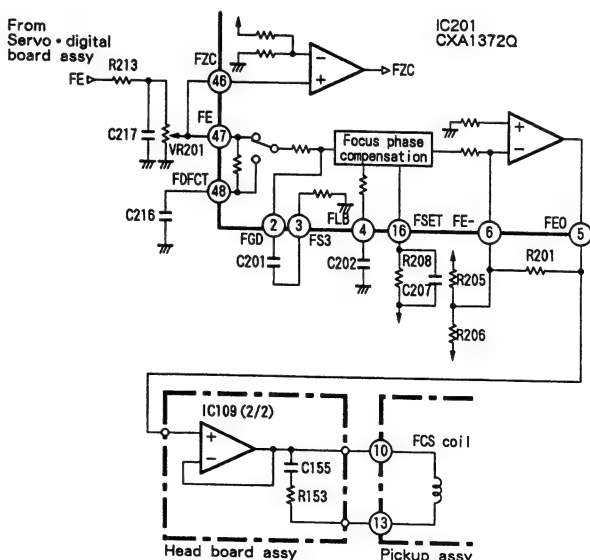 From
Servo・digital
board assy
IC201
CXA1372Q
R213
FE
FZC
46
FZC
FE
47
C217
VR201
FDFCT
48
C216
Focus phase
compensation
2
3
FLB
4
16
FSET
FE-
6
FEO
5
FGD
FS3
C201
C202
R208
C207
R205
R201
R206
IC109 (2/2)
C155
R153
10
FCS coil
13
Head board assy
Pickup assy